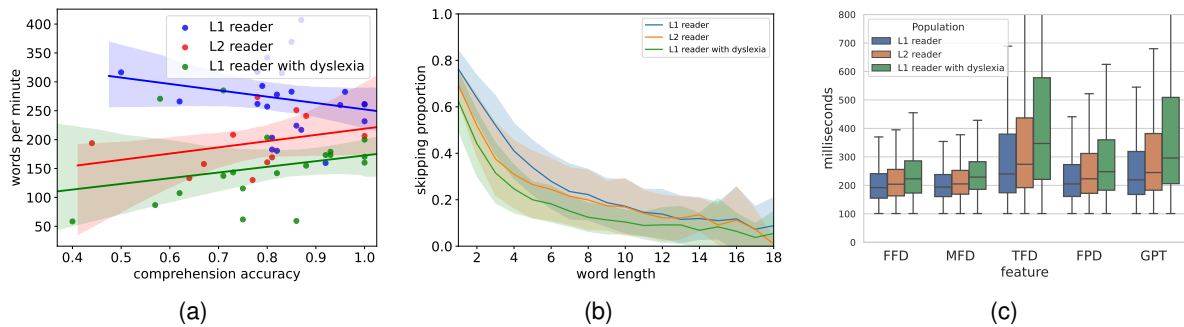 words per minute
400
350
300
250
200
150
100
50
L1 reader
L2 reader
L1 reader with dyslexia
0.4 0.5 0.6 0.7 0.8 0.9 1.0
comprehension accuracy
(a)
skipping proportion
1.0
0.8
0.6
0.4
0.2
0.0
L1 reader
L2 reader
L1 reader with dyslexia
2 4 6 8 10 12 14 16 18
word length
(b)
milliseconds
800
700
600
500
400
300
200
100
0
Population
L1 reader
L2 reader
L1 reader with dyslexia
FFD MFD TFD FPD GPT
feature
(c)